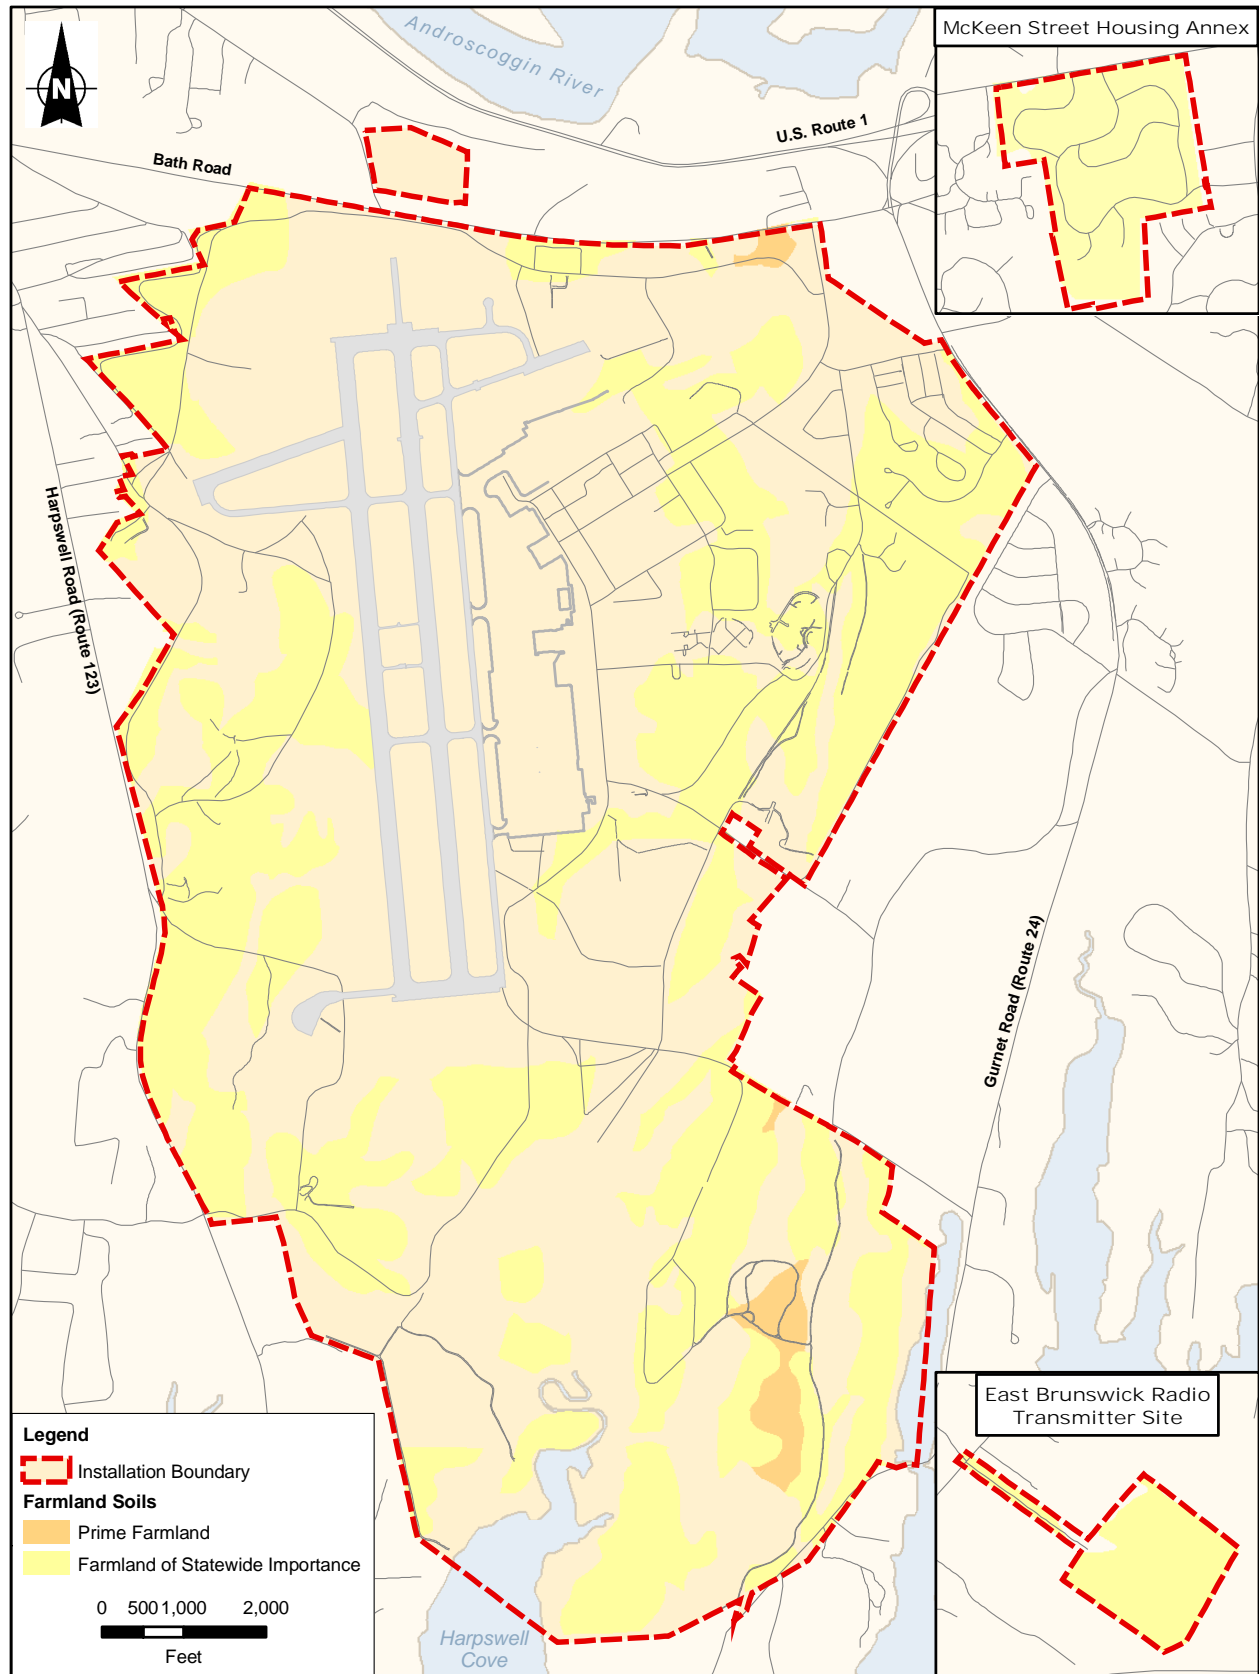 McKeen Street Housing Annex
Androscoggin
River
N
U.S. Route 1
Bath Road
Harpswell Road (Route 123)
Gurnet Road (Route 24)
East Brunswick Radio
Transmitter Site
Legend
Installation Boundary
Farmland Soils
Prime Farmland
Farmland of Statewide Importance
0 500 1,000 2,000
Feet
Harpswell
Cove